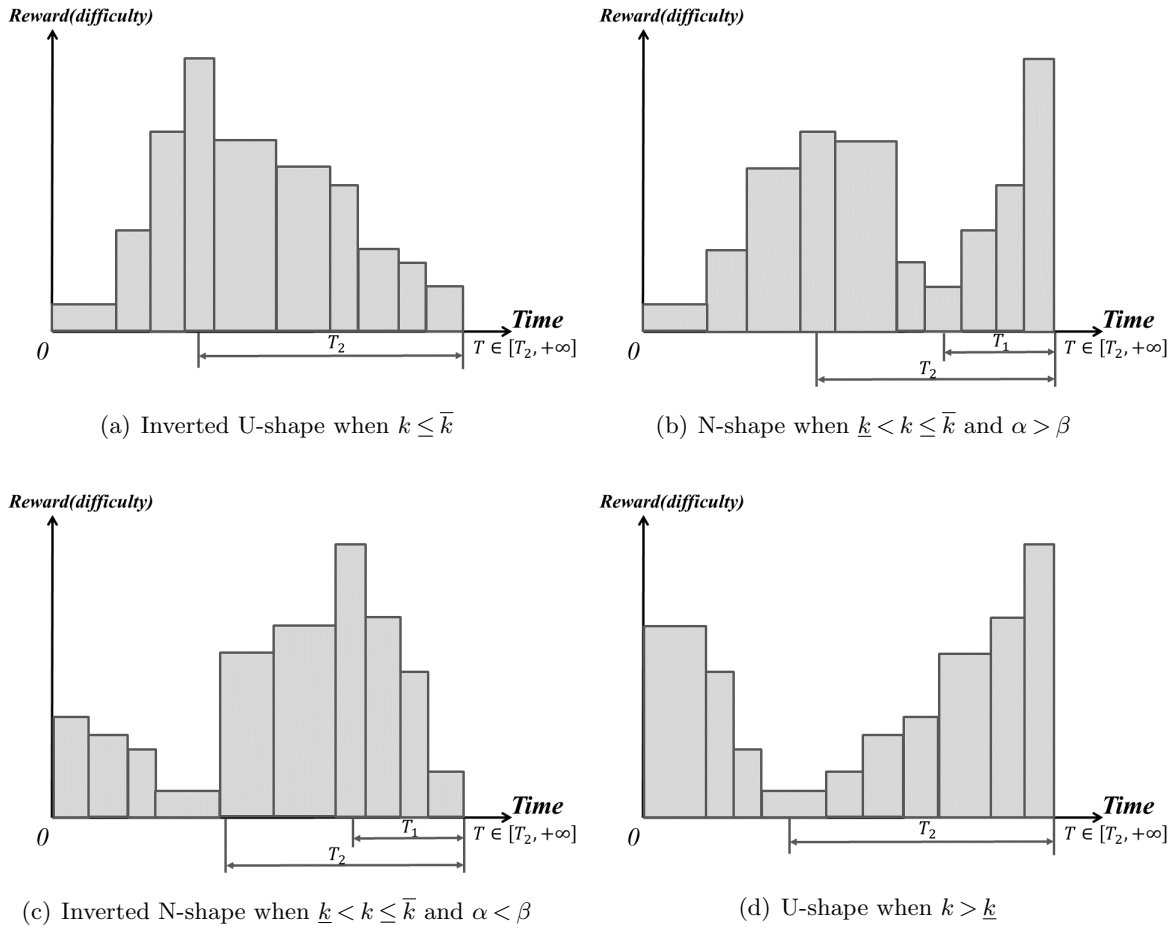 Reward(difficulty) Reward(difficulty)
Time Time
0 T₂ T ∈ [T₂, +∞] 0 T₁ T ∈ [T₂, +∞]
T₂
(a) Inverted U-shape when k ≤ k̅ (b) N-shape when k̲ < k ≤ k̅ and α > β
Reward(difficulty) Reward(difficulty)
Time Time
0 T₁ T ∈ [T₂, +∞] 0 T₂ T ∈ [T₂, +∞]
T₂
(c) Inverted N-shape when k̲ < k ≤ k̅ and α < β (d) U-shape when k > k̲